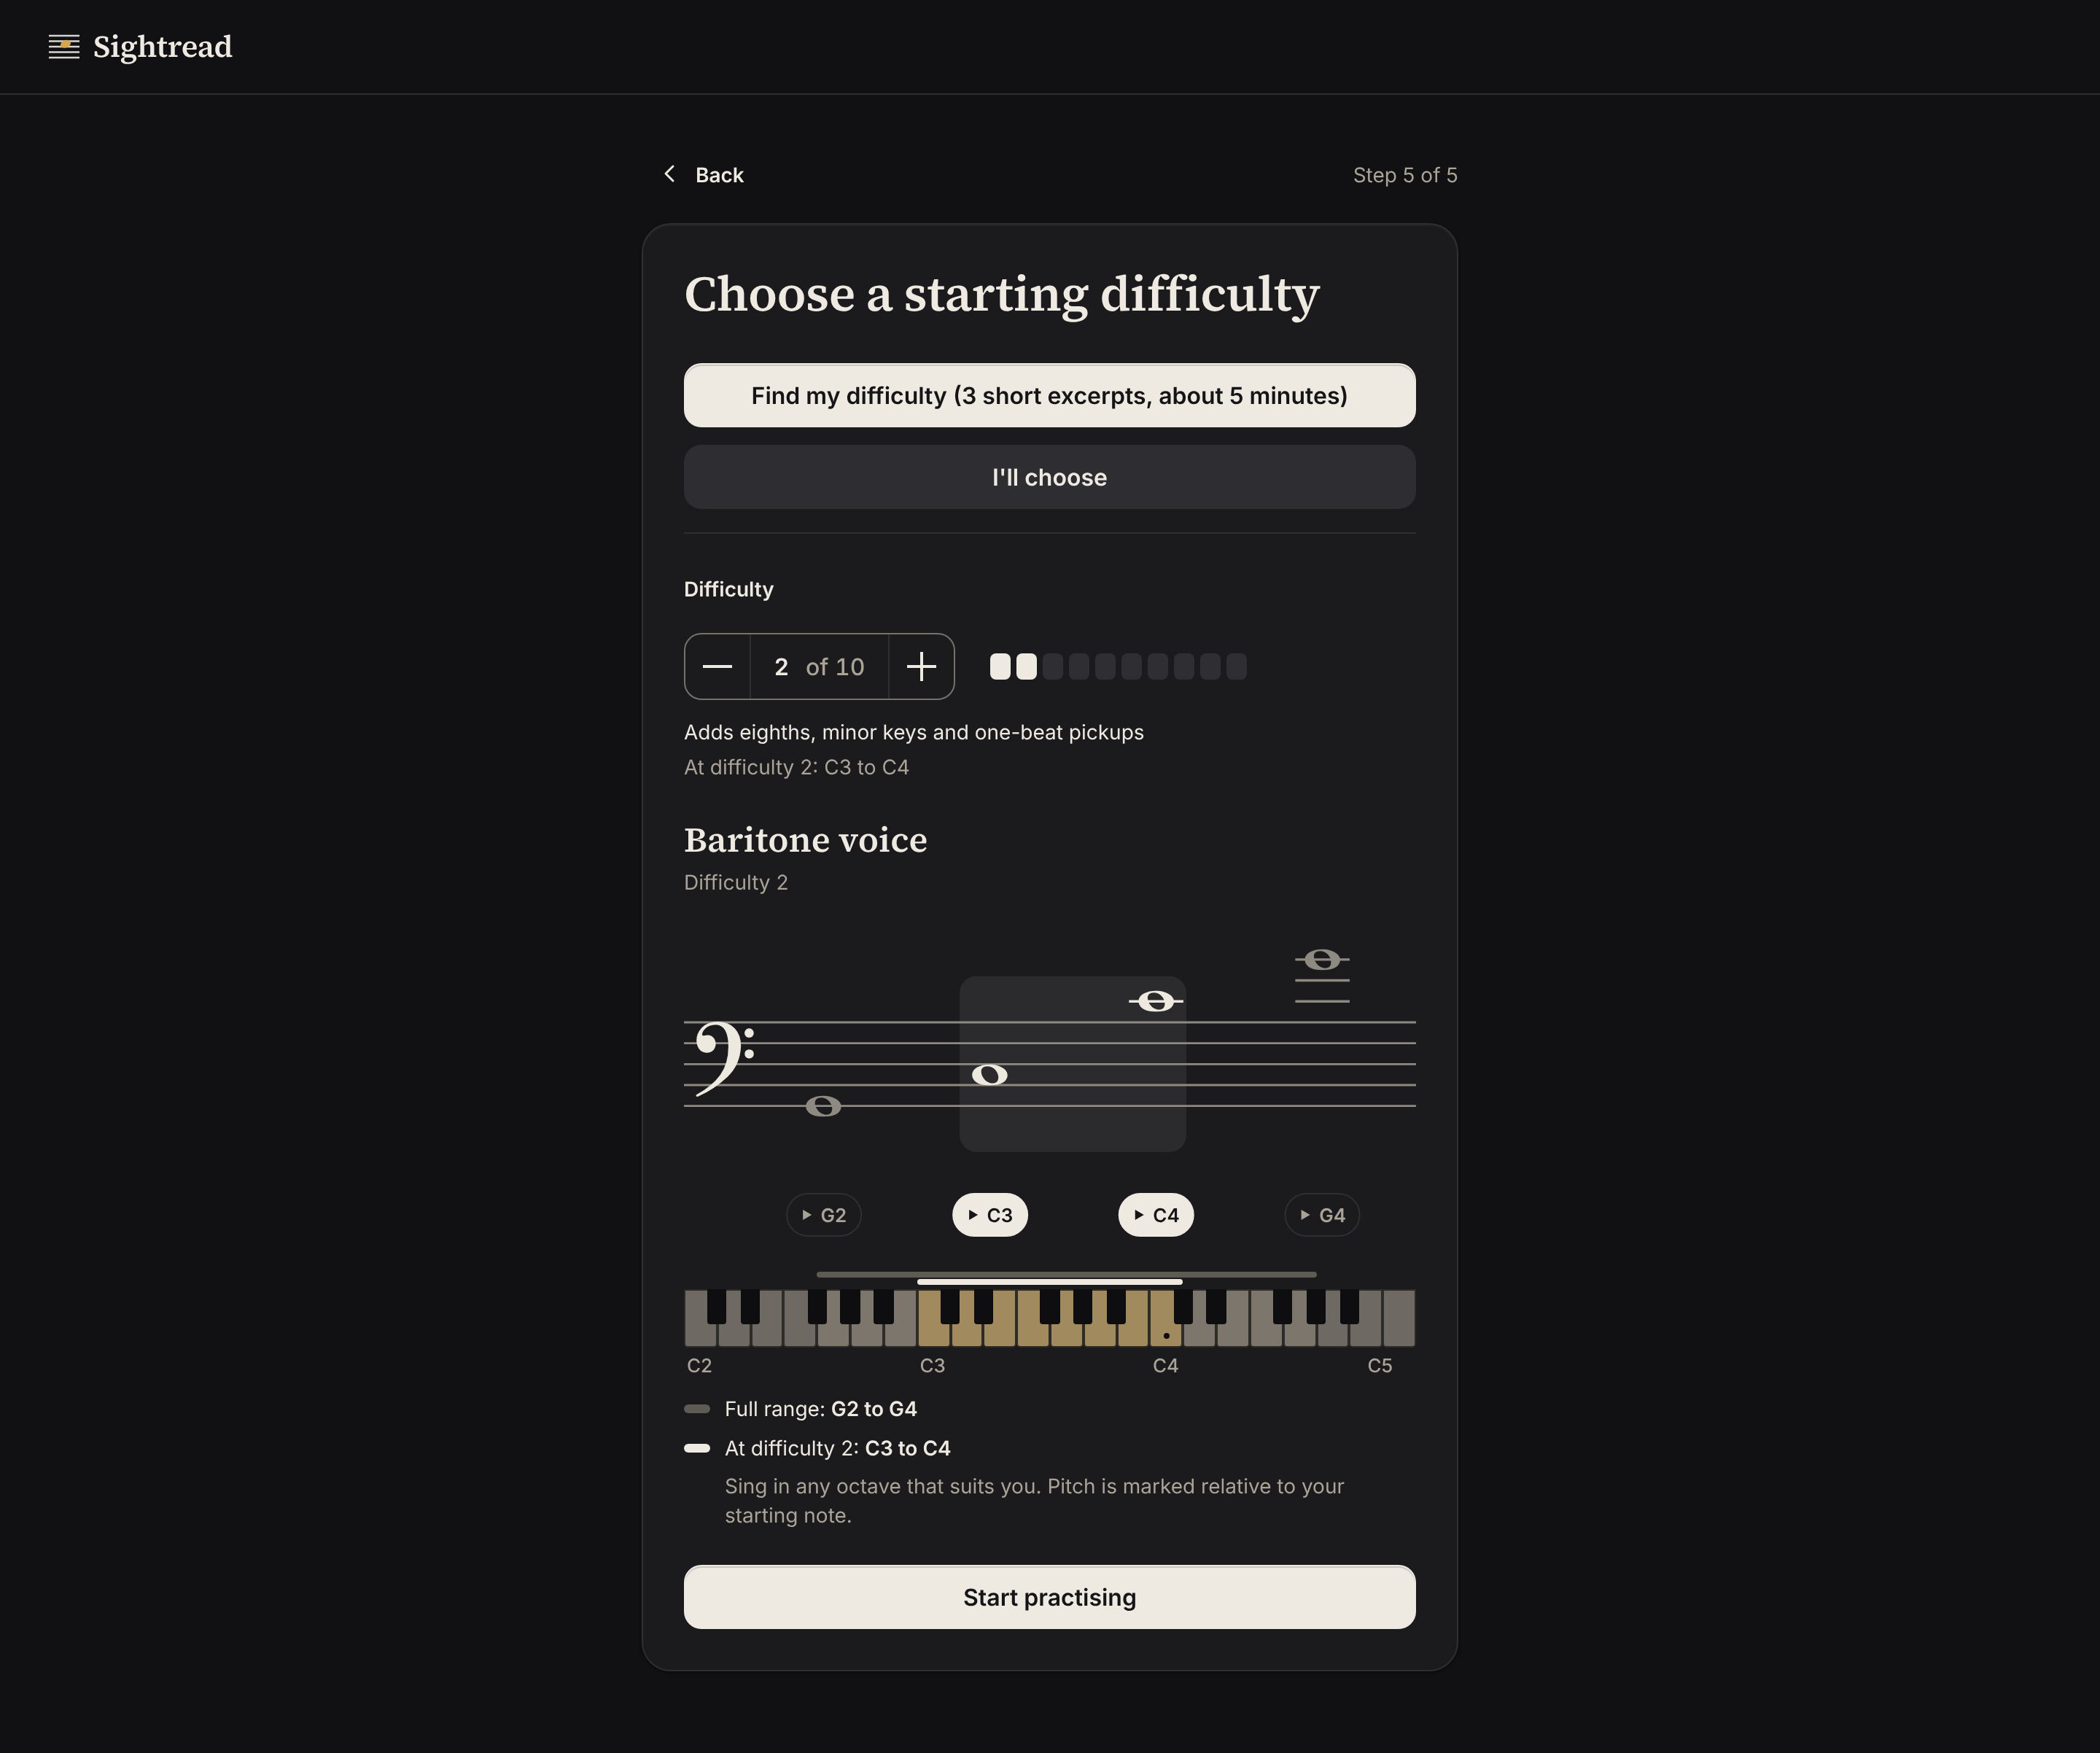 Sightread
Back
Step 5 of 5
Choose a starting difficulty
Find my difficulty (3 short excerpts, about 5 minutes)
I'll choose
Difficulty
2 of 10
Adds eighths, minor keys and one-beat pickups
At difficulty 2: C3 to C4
Baritone voice
Difficulty 2
G2 C3 C4 G4
C2 C3 C4 C5
Full range: G2 to G4
At difficulty 2: C3 to C4
Sing in any octave that suits you. Pitch is marked relative to your
starting note.
Start practising